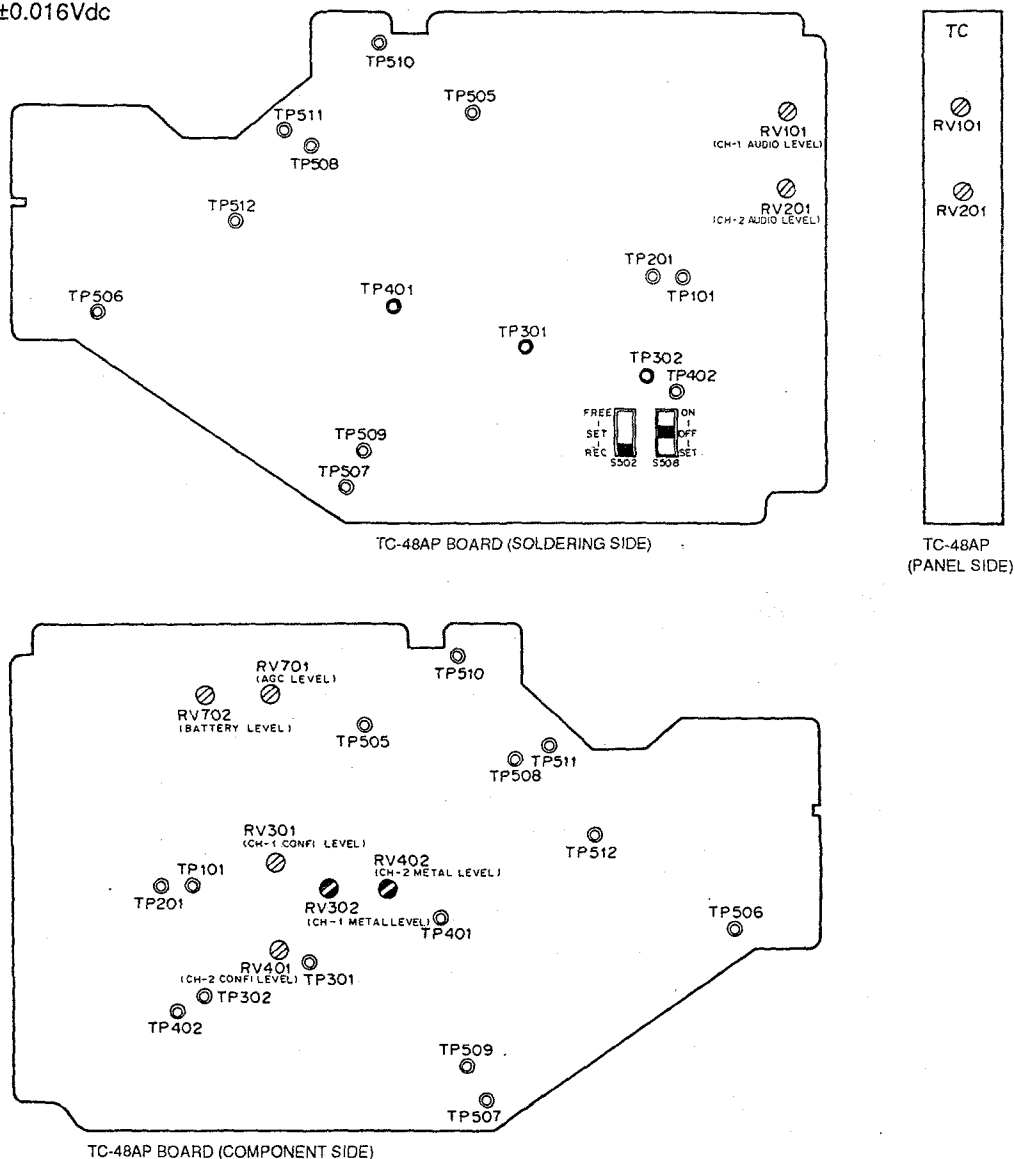 ±0.016Vdc
TP510
TP505
TP511
TP508
RV101
(CH-1 AUDIO LEVEL)
TP512
RV201
(CH-2 AUDIO LEVEL)
TP201
TP101
TP506
TP401
TP301
TP302
TP402
FREE
SET
REC
S502
ON
OFF
SET
S506
TP509
TP507
TC-48AP BOARD (SOLDERING SIDE)
TC
RV101
RV201
TC-48AP
(PANEL SIDE)
RV701
(AGC LEVEL)
TP510
RV702
(BATTERY LEVEL)
TP505
TP511
TP508
RV301
(CH-1 CONFI LEVEL)
TP512
RV402
(CH-2 METAL LEVEL)
TP101
TP201
RV302
(CH-1 METAL LEVEL)
TP401
TP506
RV401
(CH-2 CONFI LEVEL)
TP301
TP302
TP402
TP509
TP507
TC-48AP BOARD (COMPONENT SIDE)